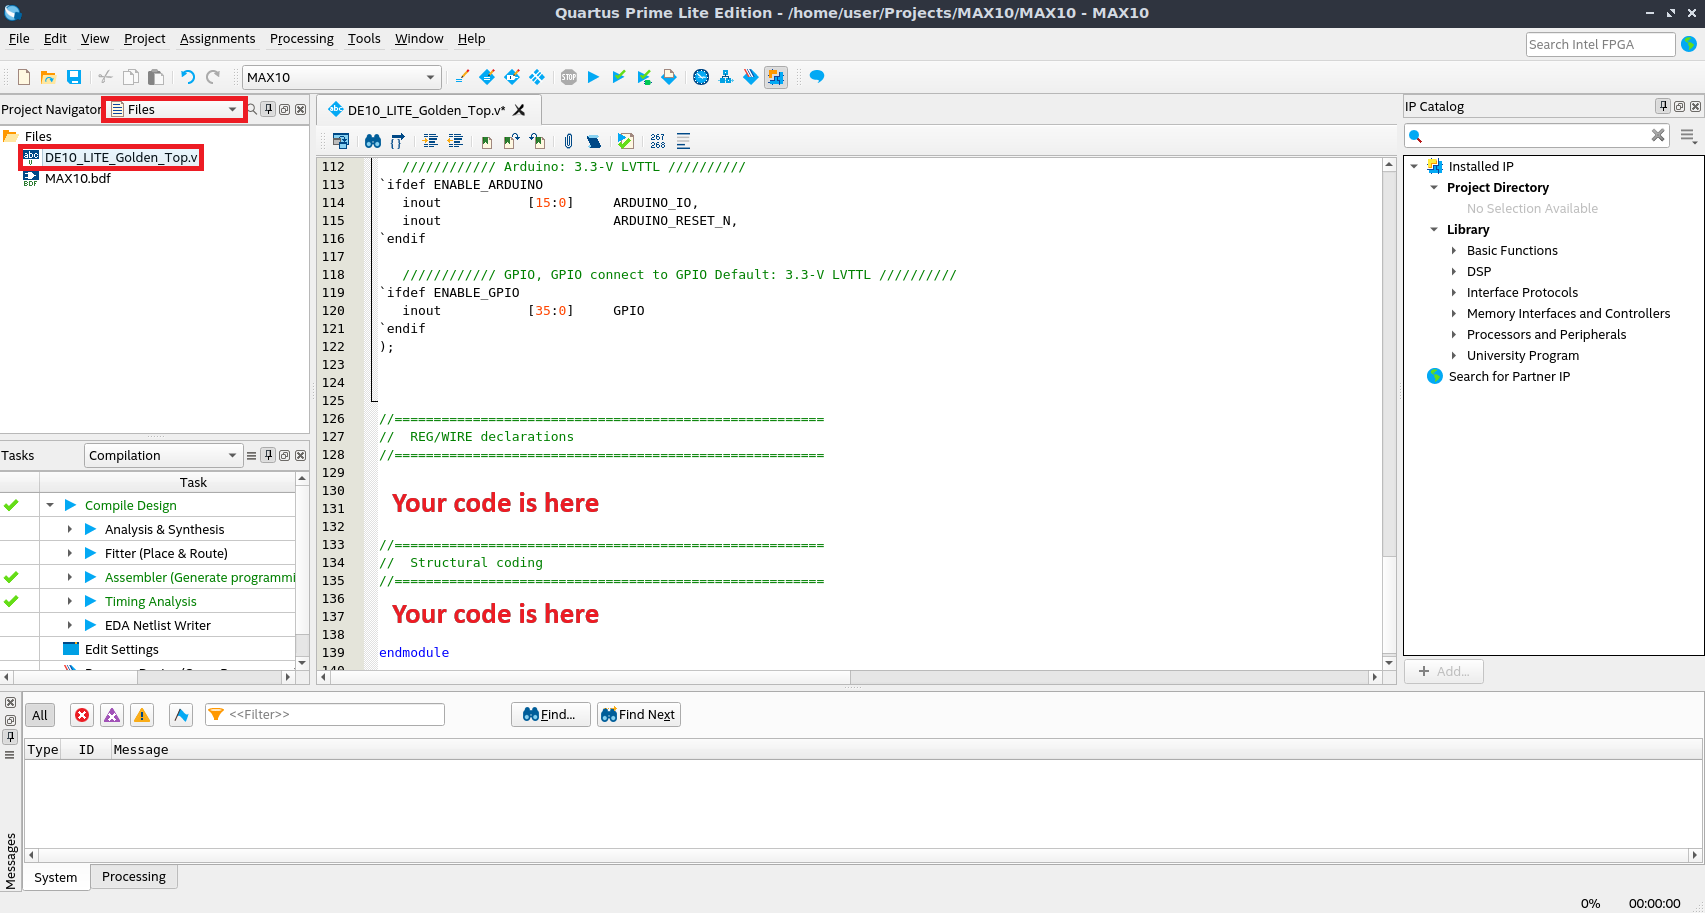 Quartus Prime Lite Edition - /home/user/Projects/MAX10/MAX10 - MAX10
File Edit View Project Assignments Processing Tools Window Help
Search Intel FPGA
MAX10
Project Navigator Files
Files
DE10_LITE_Golden_Top.v
MAX10.bdf
DE10_LITE_Golden_Top.v*
267
268
112 //////////// Arduino: 3.3-V LVTTL //////////
113 `ifdef ENABLE_ARDUINO
114 inout [15:0] ARDUINO_IO,
115 inout ARDUINO_RESET_N,
116 `endif
117
118 //////////// GPIO, GPIO connect to GPIO Default: 3.3-V LVTTL //////////
119 `ifdef ENABLE_GPIO
120 inout [35:0] GPIO
121 `endif
122 );
123
124
125
126 //=======================================================
127 // REG/WIRE declarations
128 //=======================================================
129
130
Your code is here
131
132
133 //=======================================================
134 // Structural coding
135 //=======================================================
136
137 Your code is here
138
139 endmodule
140
IP Catalog
Installed IP
Project Directory
No Selection Available
Library
Basic Functions
DSP
Interface Protocols
Memory Interfaces and Controllers
Processors and Peripherals
University Program
Search for Partner IP
+ Add...
Tasks Compilation
Task
Compile Design
Analysis & Synthesis
Fitter (Place & Route)
Assembler (Generate programmi
Timing Analysis
EDA Netlist Writer
Edit Settings
All <<Filter>> Find... Find Next
Type ID Message
Messages
System Processing
0% 00:00:00